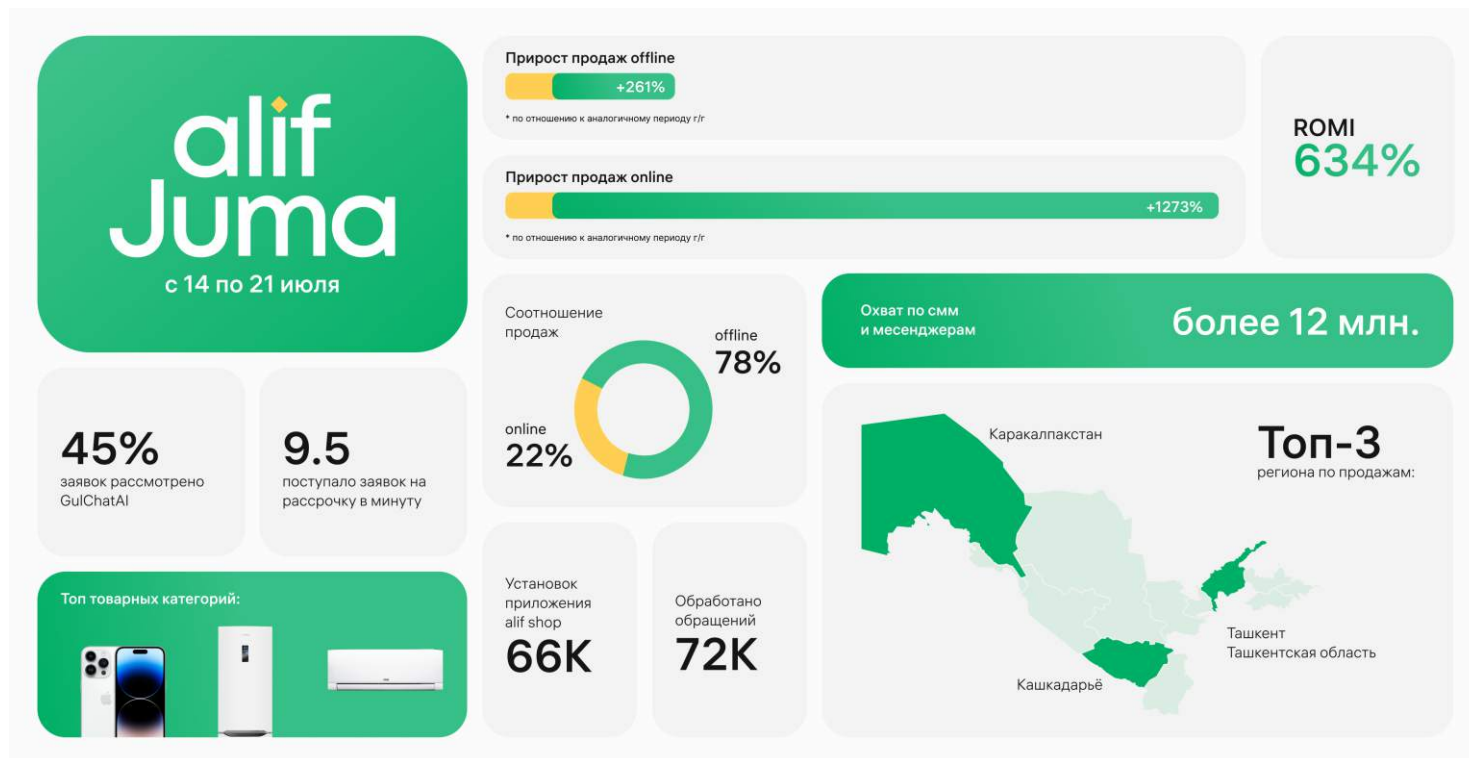 alif
Juma
с 14 по 21 июля
Прирост продаж offline
+261%
* по отношению к аналогичному периоду г/г
Прирост продаж online
+1273%
* по отношению к аналогичному периоду г/г
ROMI
634%
Соотношение
продаж
offline
78%
online
22%
Охват по смм
и месенджерам
более 12 млн.
45%
заявок рассмотрено
GulChatAI
9.5
поступало заявок на
рассрочку в минуту
Топ товарных категорий:
Установок
приложения
alif shop
66K
Обработано
обращений
72K
Топ-3
региона по продажам:
Каракалпакстан
Ташкент
Ташкентская область
Кашкадарьё